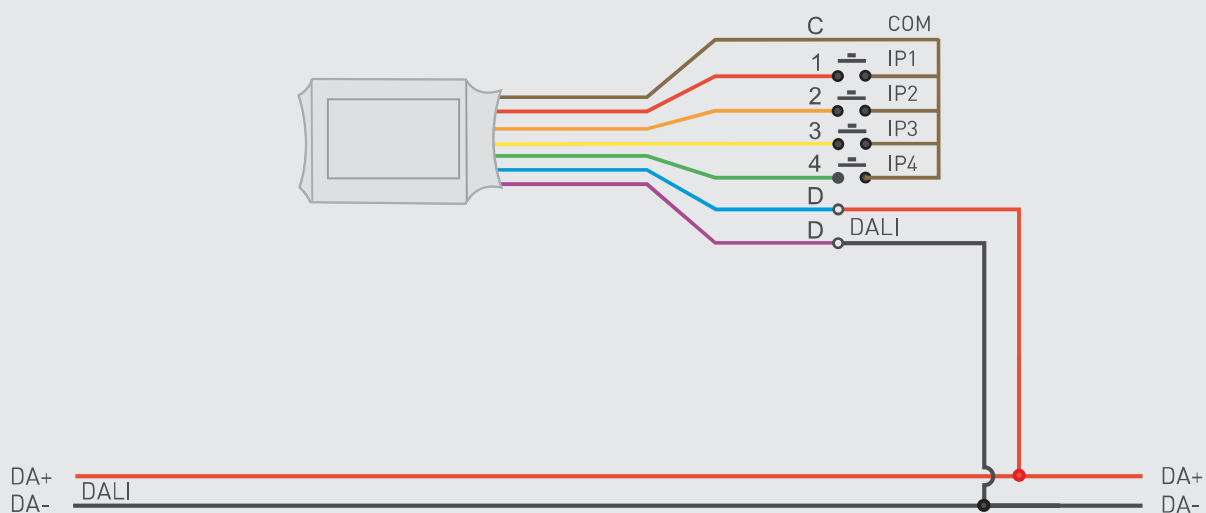 C COM
1 IP1
2 IP2
3 IP3
4 IP4
D
D DALI
DA+ DA+
DALI
DA- DA-